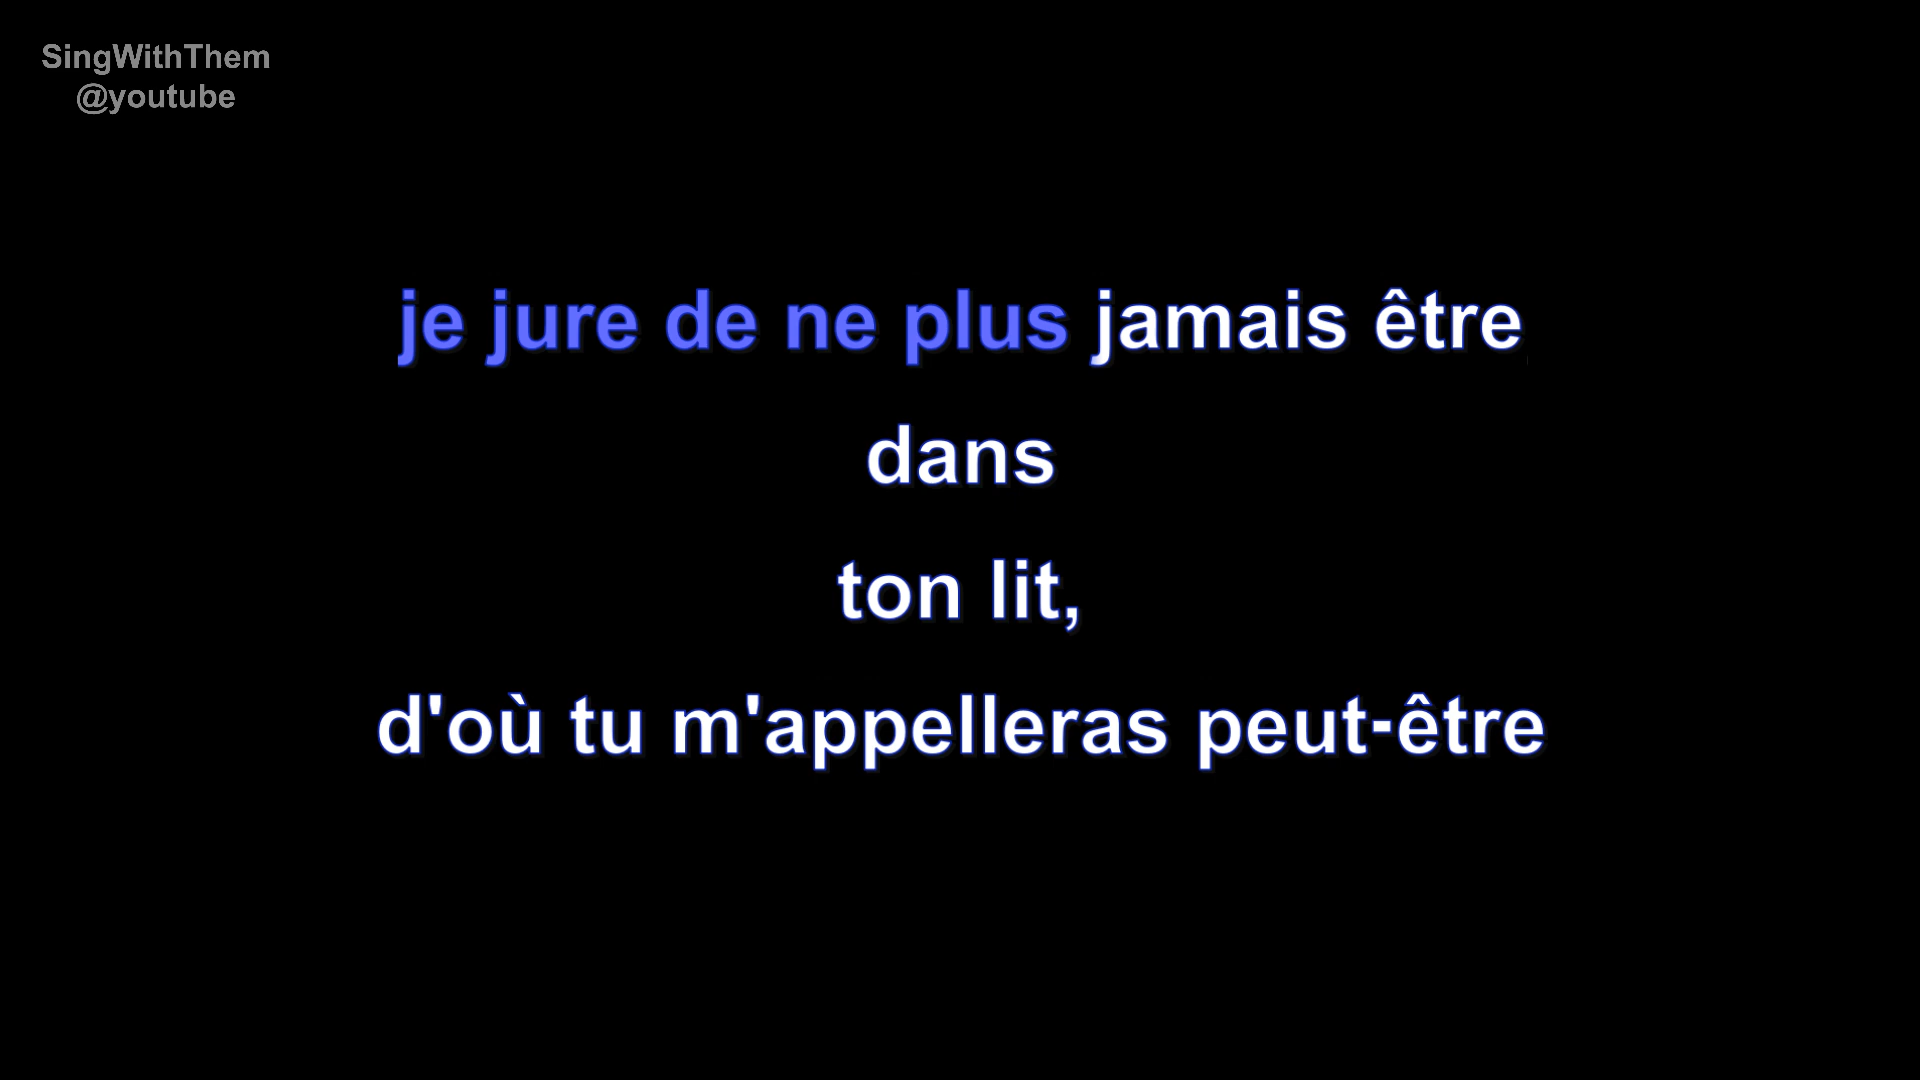 SingWithThem
@youtube
je jure de ne plus jamais être
dans
ton lit,
d'où tu m'appelleras peut-être